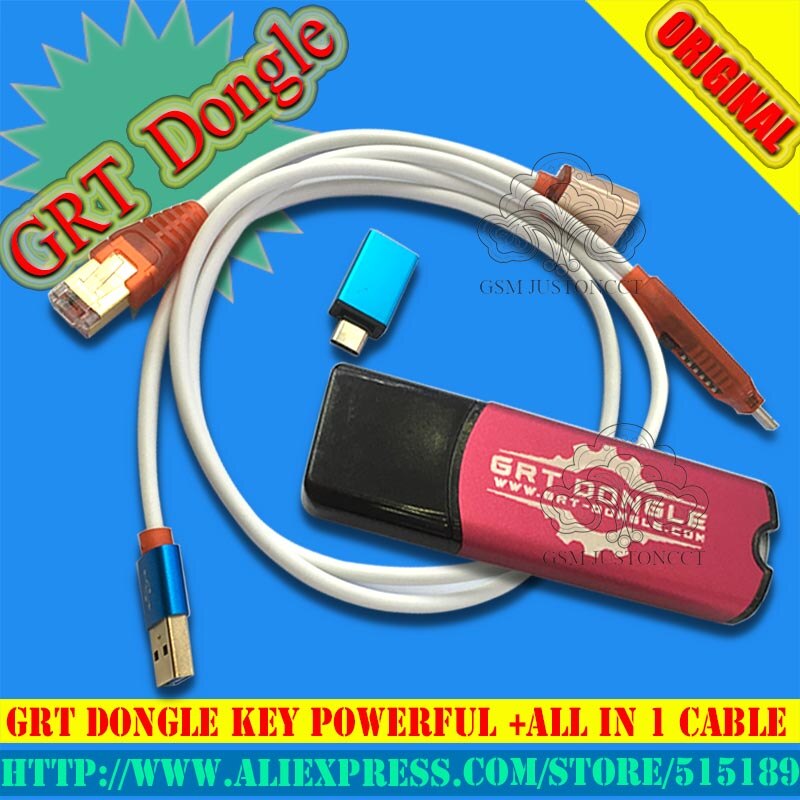 GRT Dongle
ORIGINAL
GSM JUSTONCCT
GRT DONGLE
WWW.GRT-DONGLE.COM
GSM JUSTONCCT
GRT DONGLE KEY POWERFUL +ALL IN 1 CABLE
HTTP://WWW.ALIEXPRESS.COM/STORE/515189